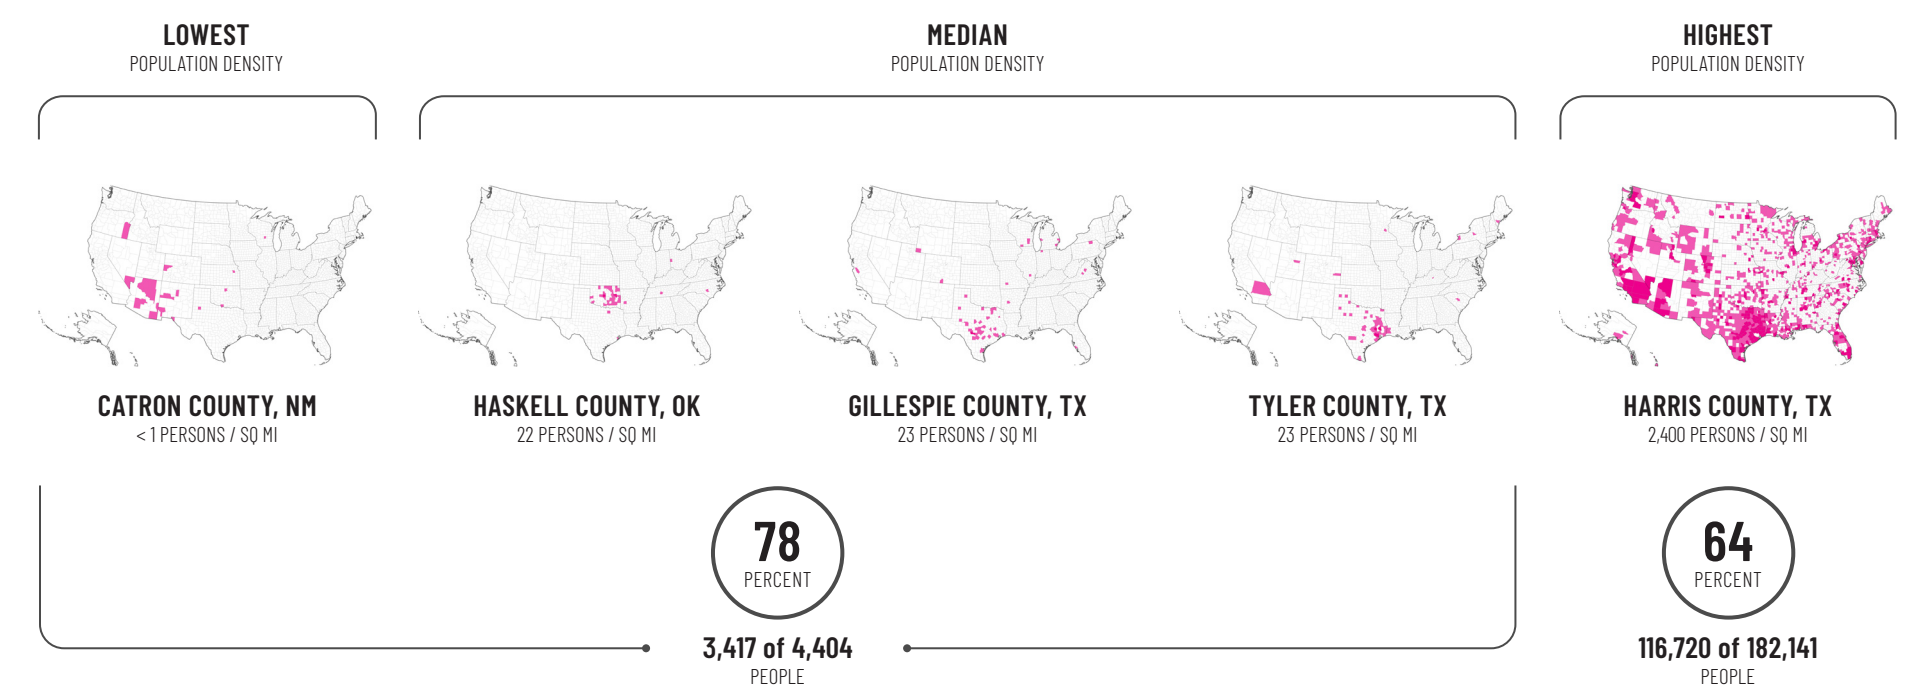 LOWEST
POPULATION DENSITY
MEDIAN
POPULATION DENSITY
HIGHEST
POPULATION DENSITY
CATRON COUNTY, NM
< 1 PERSONS / SQ MI
HASKELL COUNTY, OK
22 PERSONS / SQ MI
GILLESPIE COUNTY, TX
23 PERSONS / SQ MI
TYLER COUNTY, TX
23 PERSONS / SQ MI
HARRIS COUNTY, TX
2,400 PERSONS / SQ MI
78
PERCENT
3,417 of 4,404
PEOPLE
64
PERCENT
116,720 of 182,141
PEOPLE